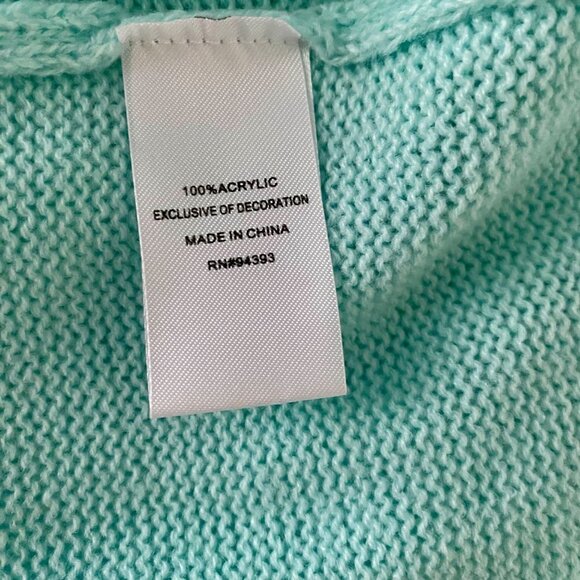 100%ACRYLIC
EXCLUSIVE OF DECORATION
MADE IN CHINA
RN#94393